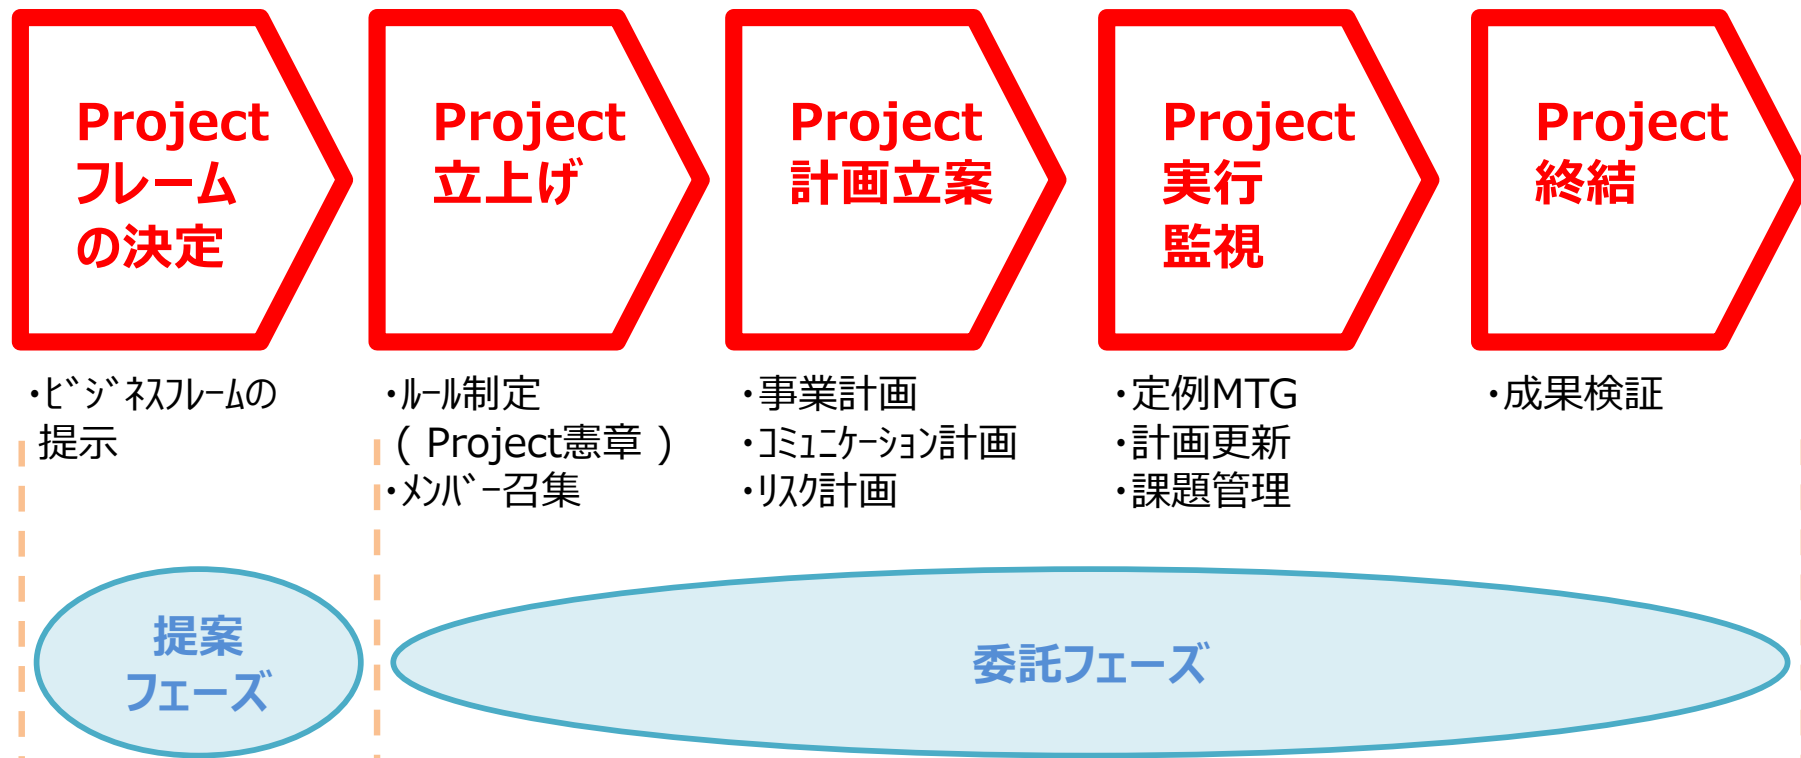 Project
フレーム
の決定
Project
立上げ
Project
計画立案
Project
実行
監視
Project
終結
・ﾋﾞｼﾞﾈｽﾌﾚｰﾑの
提示
・ﾙｰﾙ制定
( Project憲章 )
・ﾒﾝﾊﾞｰ召集
・事業計画
・ｺﾐｭﾆｹｰｼｮﾝ計画
・ﾘｽｸ計画
・定例MTG
・計画更新
・課題管理
・成果検証
提案
フェーズ
委託フェーズ